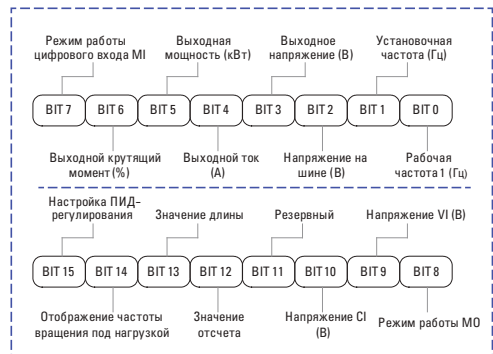 Режим работы
цифрового входа MI
Выходная
мощность (кВт)
Выходное
напряжение (В)
Установочная
частота (Гц)
BIT 7
BIT 6
BIT 5
BIT 4
BIT 3
BIT 2
BIT 1
BIT 0
Выходной крутящий
момент (%)
Выходной ток
(А)
Напряжение на
шине (В)
Рабочая
частота 1 (Гц)
Настройка ПИД-
регулирования
Значение длины
Резервный
Напряжение VI (В)
BIT 15
BIT 14
BIT 13
BIT 12
BIT 11
BIT 10
BIT 9
BIT 8
Отображение частоты
вращения под нагрузкой
Значение
отсчета
Напряжение CI
(В)
Режим работы МО